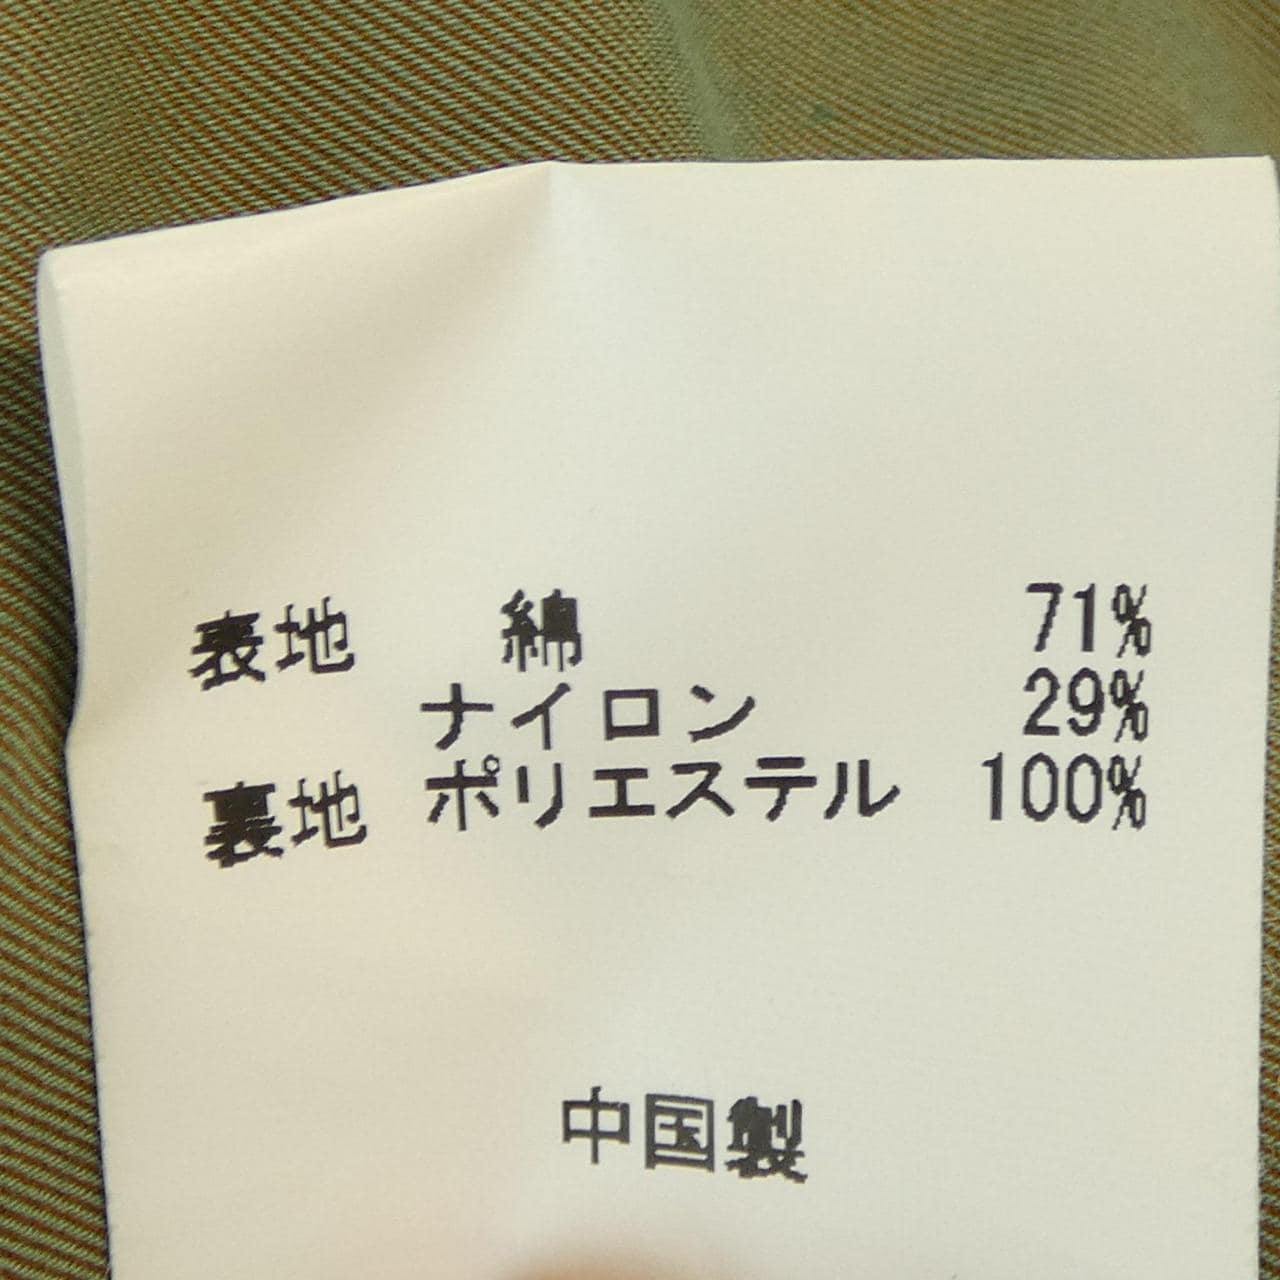 表地 綿 71%
ナイロン 29%
裏地 ポリエステル 100%
中国製